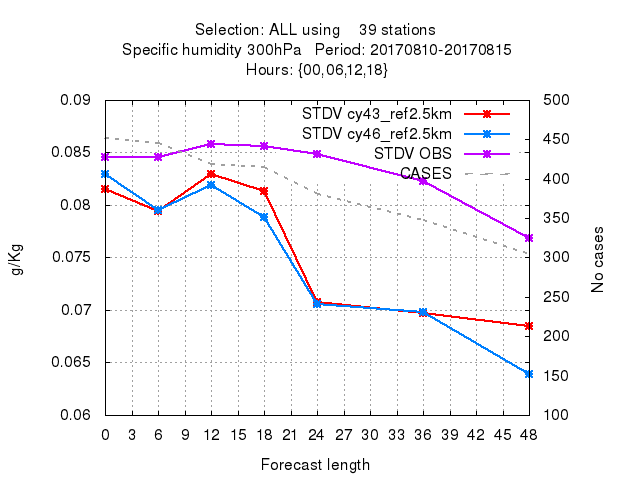 Selection: ALL using    39 stations
Specific humidity 300hPa   Period: 20170810-20170815
Hours: {00,06,12,18}
STDV cy43_ref2.5km
STDV cy46_ref2.5km
STDV OBS
CASES
0.09
0.085
0.08
0.075
0.07
0.065
0.06
g/Kg
500
450
400
350
300
250
200
150
100
No cases
0 3 6 9 12 15 18 21 24 27 30 33 36 39 42 45 48
Forecast length